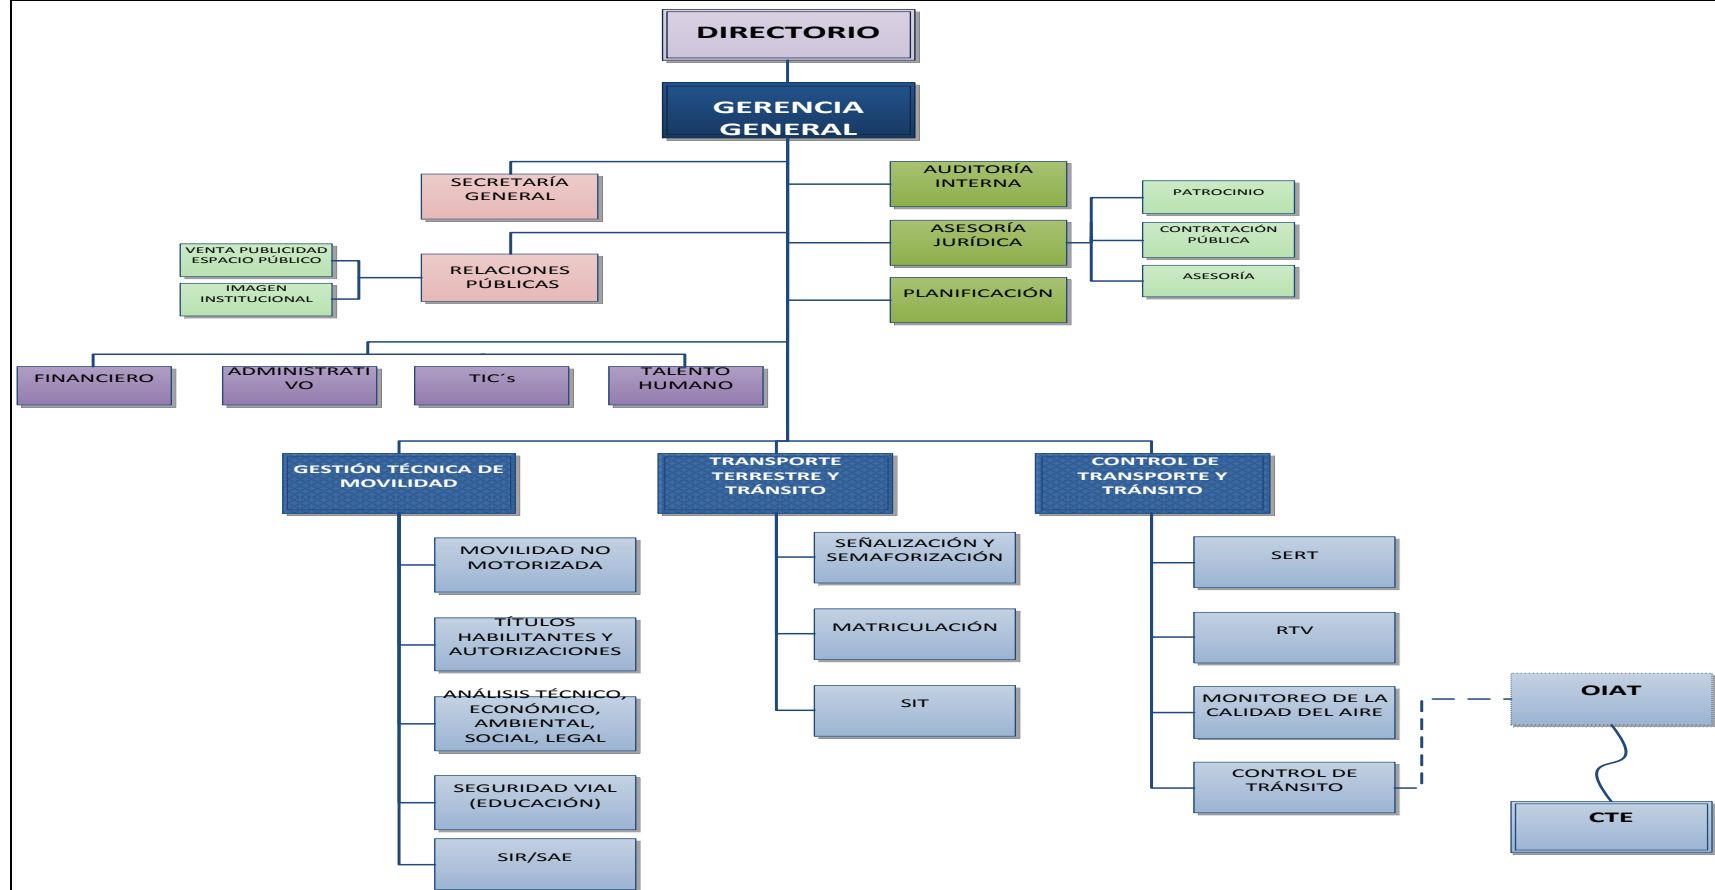 DIRECTORIO
GERENCIA
GENERAL
SECRETARÍA
GENERAL
AUDITORÍA
INTERNA
PATROCINIO
ASESORÍA
JURÍDICA
CONTRATACIÓN
PÚBLICA
ASESORÍA
VENTA PUBLICIDAD
ESPACIO PÚBLICO
IMAGEN
INSTITUCIONAL
RELACIONES
PÚBLICAS
PLANIFICACIÓN
FINANCIERO
ADMINISTRATI
VO
TIC´s
TALENTO
HUMANO
GESTIÓN TÉCNICA DE
MOVILIDAD
TRANSPORTE
TERRESTRE Y
TRÁNSITO
CONTROL DE
TRANSPORTE Y
TRÁNSITO
MOVILIDAD NO
MOTORIZADA
TÍTULOS
HABILITANTES Y
AUTORIZACIONES
ANÁLISIS TÉCNICO,
ECONÓMICO,
AMBIENTAL,
SOCIAL, LEGAL
SEGURIDAD VIAL
(EDUCACIÓN)
SIR/SAE
SEÑALIZACIÓN Y
SEMAFORIZACIÓN
MATRICULACIÓN
SIT
SERT
RTV
MONITOREO DE LA
CALIDAD DEL AIRE
CONTROL DE
TRÁNSITO
OIAT
CTE